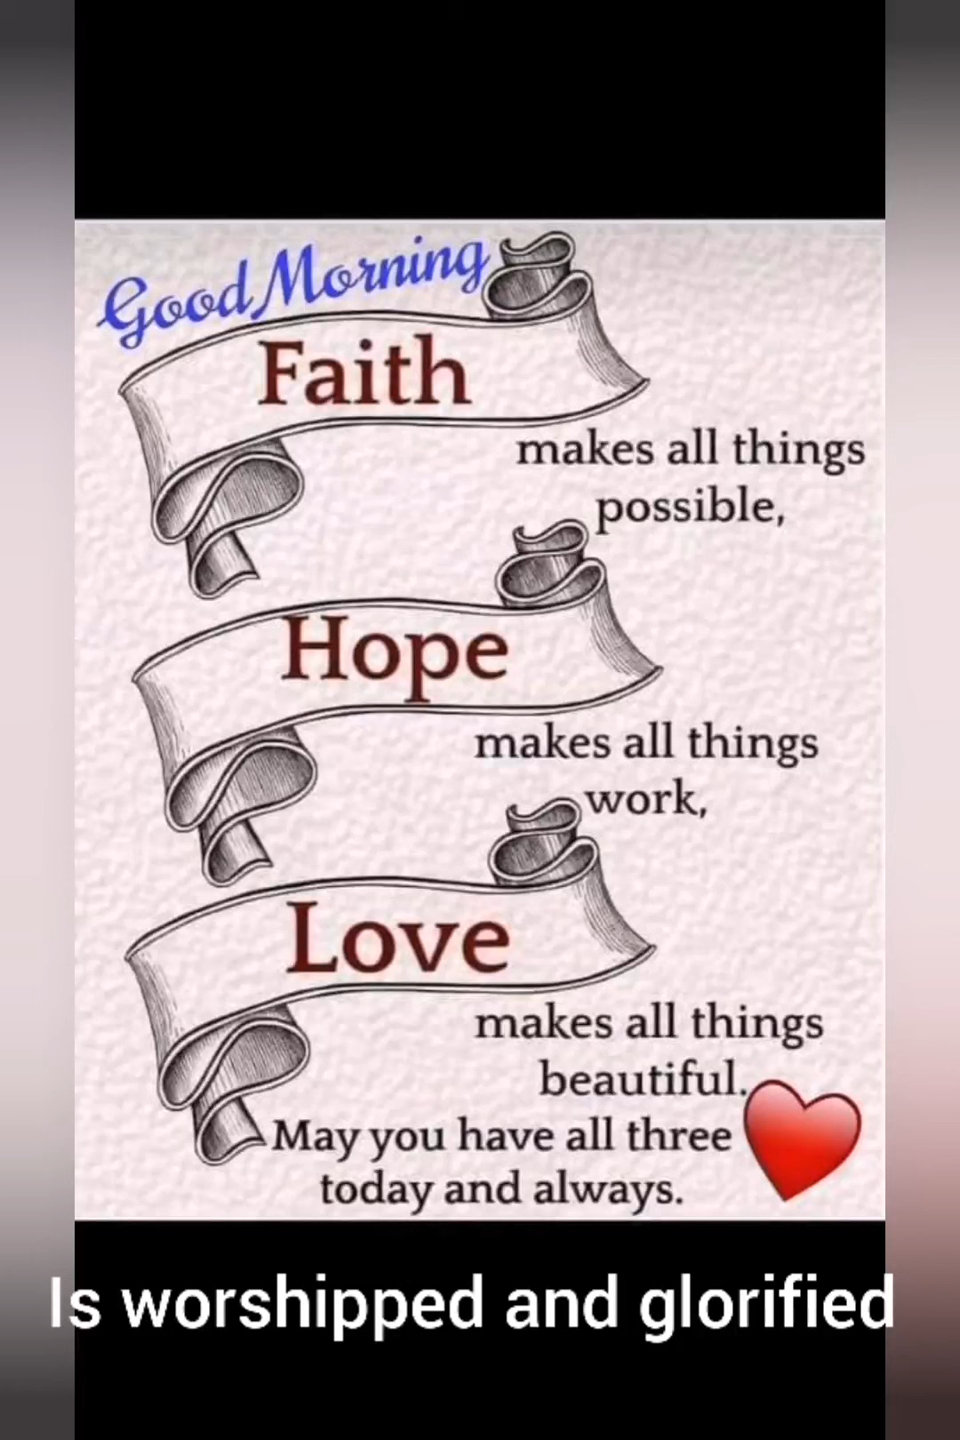 Good Morning
Faith
makes all things
possible,
Hope
makes all things
work,
Love
makes all things
beautiful.
May you have all three
today and always.
Is worshipped and glorified